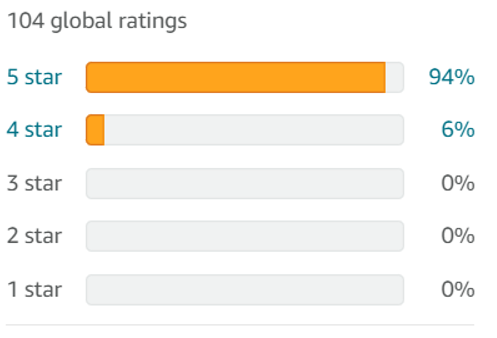 104 global ratings
5 star 94%
4 star 6%
3 star 0%
2 star 0%
1 star 0%